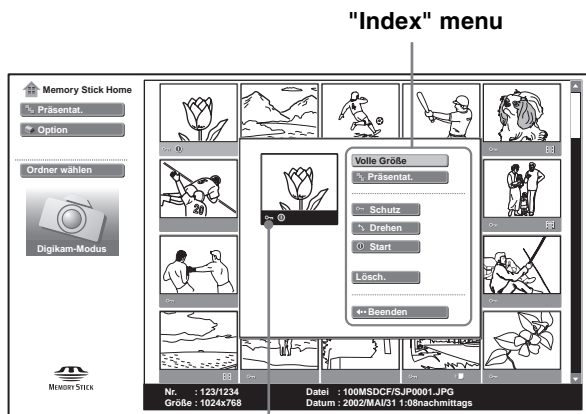 "Index" menu
Memory Stick Home
Präsentat.
Option
Ordner wählen
Digikam-Modus
MEMORY STICK
Volle Größe
Präsentat.
Schutz
Drehen
Start
Lösch.
Beenden
20
Nr. : 123/1234
Größe : 1024x768
Datei : 100MSDCF/SJP0001.JPG
Datum : 2002/MAI/31 1:08nachmittags